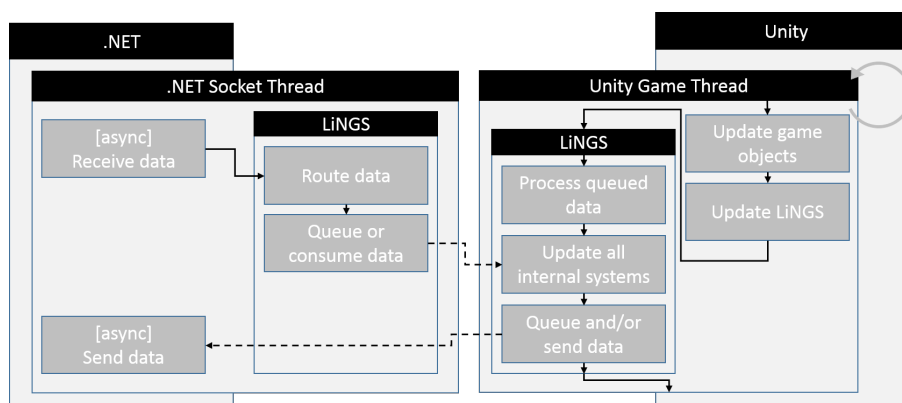 .NET
Unity
.NET Socket Thread
Unity Game Thread
LiNGS
[async]
Receive data
Route data
Queue or
consume data
[async]
Send data
LiNGS
Process queued
data
Update all
internal systems
Queue and/or
send data
Update game
objects
Update LiNGS